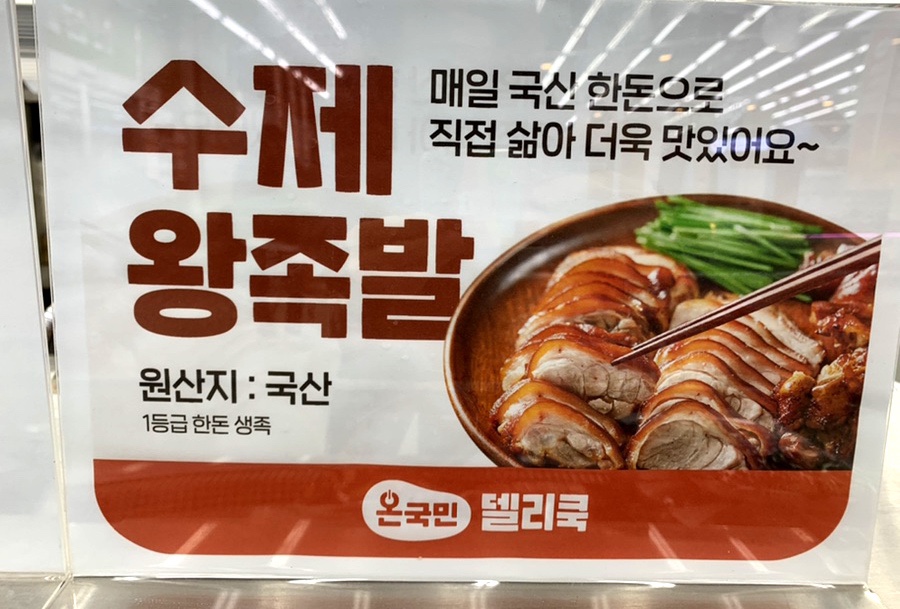 수제
왕족발
매일 국산 한돈으로
직접 삶아 더욱 맛있어요~
원산지 : 국산
1등급 한돈 생족
온국민 델리쿡